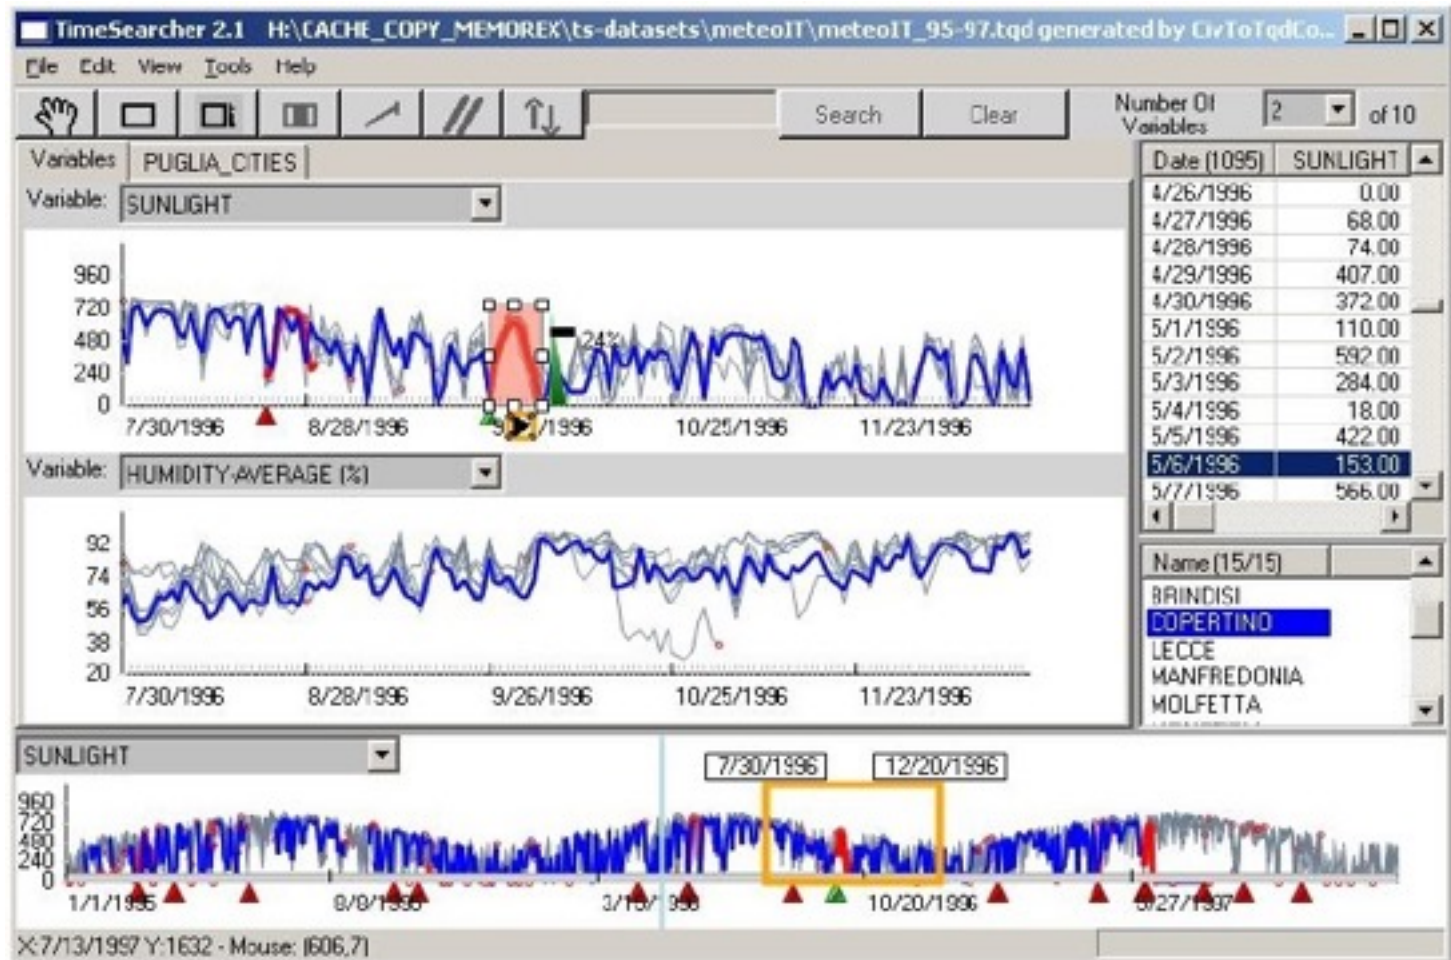 TimeSearcher 2.1 H:\CACHE_COPY_MEMOREX\ts-datasets\meteoIT\meteoIT_95-97.tqd generated by CivToTqdCo...
File Edit View Tools Help
Search Clear Number Of Variables 2 of 10
Variables PUGLIA_CITIES
Variable: SUNLIGHT
960
720
480
240
0
24%
7/30/1996 8/28/1996 /1996 10/25/1996 11/23/1996
Variable: HUMIDITY-AVERAGE (%)
92
74
56
38
20
7/30/1996 8/28/1996 9/26/1996 10/25/1996 11/23/1996
Date (1095) SUNLIGHT
4/26/1996 0.00
4/27/1996 68.00
4/28/1996 74.00
4/29/1996 407.00
4/30/1996 372.00
5/1/1996 110.00
5/2/1996 592.00
5/3/1996 284.00
5/4/1996 18.00
5/5/1996 422.00
5/6/1996 153.00
5/7/1996 566.00
Name (15/15)
BRINDISI
COPERTINO
LECCE
MANFREDONIA
MOLFETTA
SUNLIGHT
7/30/1996 12/20/1996
960
720
480
240
0
1/1/1995 8/8/1995 10/20/1996
X:7/13/1997 Y:1632 - Mouse: (606,7)